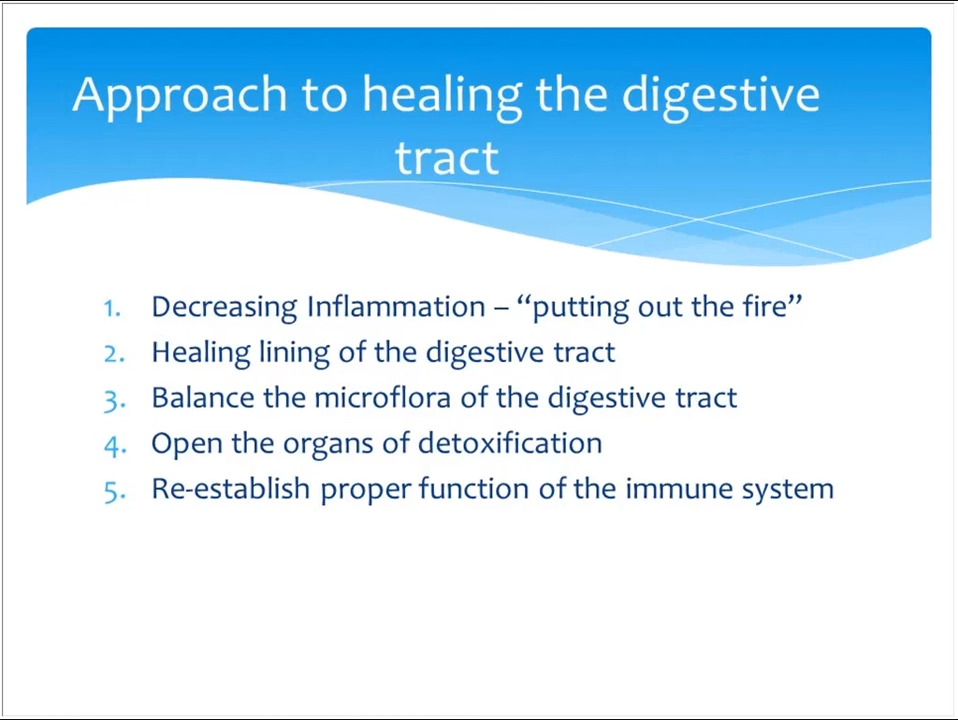 Approach to healing the digestive
tract
1. Decreasing Inflammation – “putting out the fire”
2. Healing lining of the digestive tract
3. Balance the microflora of the digestive tract
4. Open the organs of detoxification
5. Re-establish proper function of the immune system